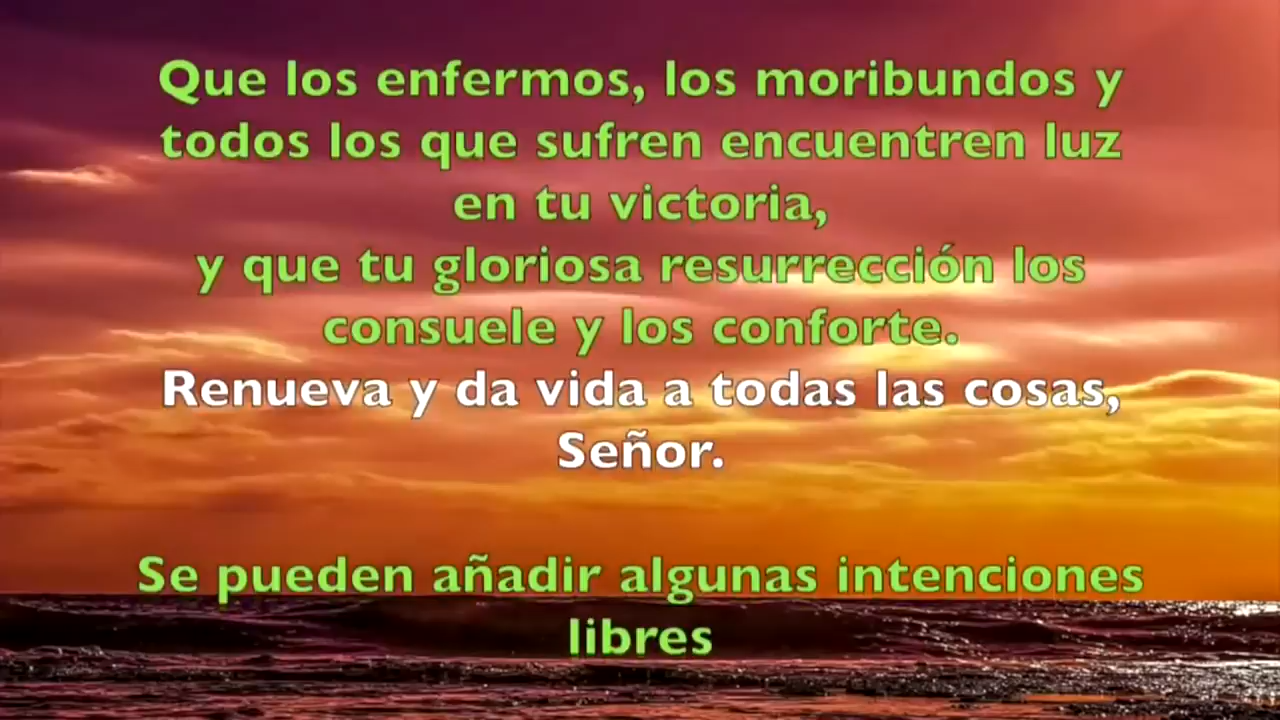 Que los enfermos, los moribundos y
todos los que sufren encuentren luz
en tu victoria,
y que tu gloriosa resurrección los
consuele y los conforte.
Renueva y da vida a todas las cosas,
Señor.
Se pueden añadir algunas intenciones
libres